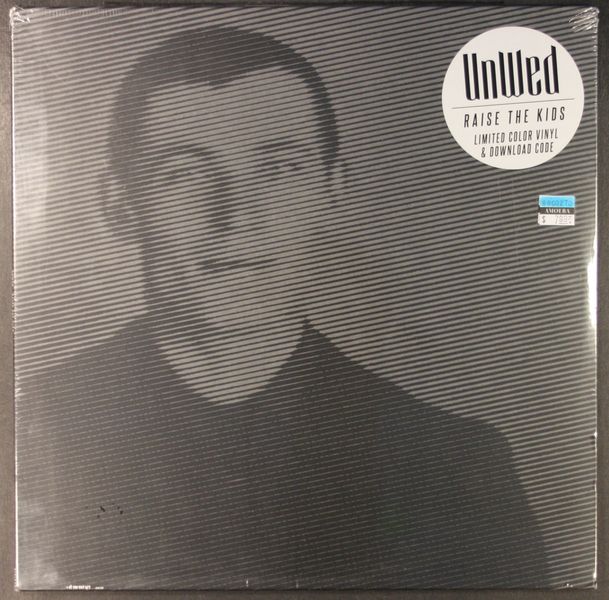 UnWed
RAISE THE KIDS
LIMITED COLOR VINYL
& DOWNLOAD CODE
AMOEBA
$